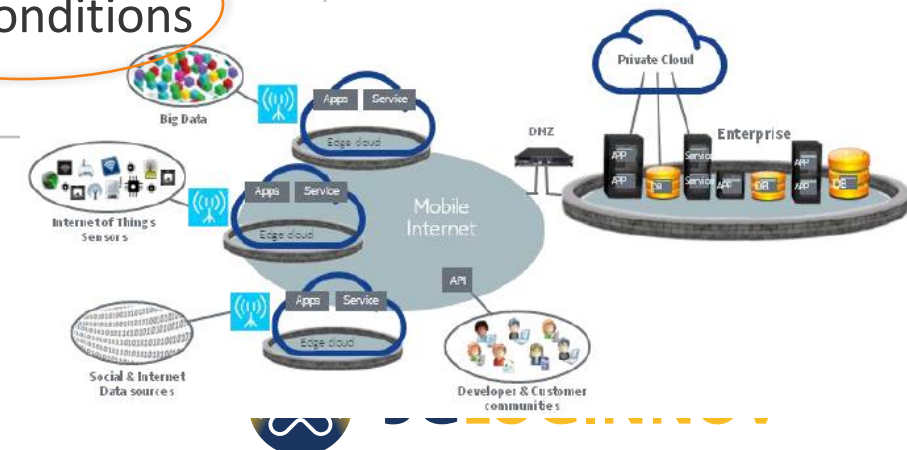 onditions
Private Cloud
Apps Service
Big Data
Edge cloud
DMZ
Enterprise
APP
Service
APP
APP
DB
Service
APP
DB
APP
DB
Apps Service
Mobile
Internet
Internet of Things
Sensors
Edge cloud
API
Apps Service
Edge cloud
Social & Internet
Data sources
Developer & Customer
communities